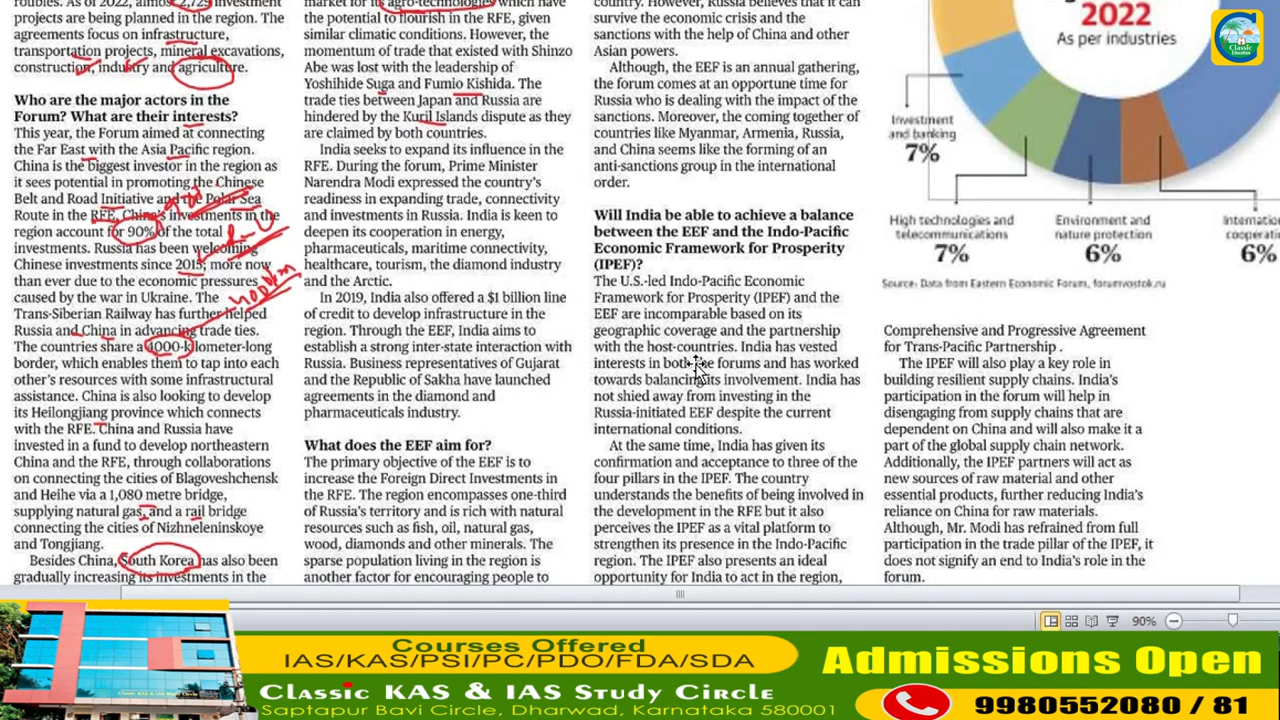 roubles. As of 2022, almost 2,729 investment
projects are being planned in the region. The
agreements focus on infrastructure,
transportation projects, mineral excavations,
construction, industry and agriculture.
Who are the major actors in the
Forum? What are their interests?
This year, the Forum aimed at connecting
the Far East with the Asia Pacific region.
China is the biggest investor in the region as
it sees potential in promoting the Chinese
Belt and Road Initiative and the Polar Sea
Route in the RFE. China's investments in the
region account for 90% of the total
investments. Russia has been welcoming
Chinese investments since 2015; more now
than ever due to the economic pressures
caused by the war in Ukraine. The
Trans-Siberian Railway has further helped
Russia and China in advancing trade ties.
The countries share a 4000-kilometer-long
border, which enables them to tap into each
other's resources with some infrastructural
assistance. China is also looking to develop
its Heilongjiang province which connects
with the RFE. China and Russia have
invested in a fund to develop northeastern
China and the RFE, through collaborations
on connecting the cities of Blagoveshchensk
and Heihe via a 1,080 metre bridge,
supplying natural gas, and a rail bridge
connecting the cities of Nizhneleninskoye
and Tongjiang.
Besides China, South Korea has also been
gradually increasing its investments in the
market for its agro-technologies which have
the potential to flourish in the RFE, given
similar climatic conditions. However, the
momentum of trade that existed with Shinzo
Abe was lost with the leadership of
Yoshihide Suga and Fumio Kishida. The
trade ties between Japan and Russia are
hindered by the Kuril Islands dispute as they
are claimed by both countries.
India seeks to expand its influence in the
RFE. During the forum, Prime Minister
Narendra Modi expressed the country's
readiness in expanding trade, connectivity
and investments in Russia. India is keen to
deepen its cooperation in energy,
pharmaceuticals, maritime connectivity,
healthcare, tourism, the diamond industry
and the Arctic.
In 2019, India also offered a $1 billion line
of credit to develop infrastructure in the
region. Through the EEF, India aims to
establish a strong inter-state interaction with
Russia. Business representatives of Gujarat
and the Republic of Sakha have launched
agreements in the diamond and
pharmaceuticals industry.
What does the EEF aim for?
The primary objective of the EEF is to
increase the Foreign Direct Investments in
the RFE. The region encompasses one-third
of Russia's territory and is rich with natural
resources such as fish, oil, natural gas,
wood, diamonds and other minerals. The
sparse population living in the region is
another factor for encouraging people to
country. However, Russia believes that it can
survive the economic crisis and the
sanctions with the help of China and other
Asian powers.
Although, the EEF is an annual gathering,
the forum comes at an opportune time for
Russia who is dealing with the impact of the
sanctions. Moreover, the coming together of
countries like Myanmar, Armenia, Russia,
and China seems like the forming of an
anti-sanctions group in the international
order.
Will India be able to achieve a balance
between the EEF and the Indo-Pacific
Economic Framework for Prosperity
(IPEF)?
The U.S.-led Indo-Pacific Economic
Framework for Prosperity (IPEF) and the
EEF are incomparable based on its
geographic coverage and the partnership
with the host-countries. India has vested
interests in both the forums and has worked
towards balancing its involvement. India has
not shied away from investing in the
Russia-initiated EEF despite the current
international conditions.
At the same time, India has given its
confirmation and acceptance to three of the
four pillars in the IPEF. The country
understands the benefits of being involved in
the development in the RFE but it also
perceives the IPEF as a vital platform to
strengthen its presence in the Indo-Pacific
region. The IPEF also presents an ideal
opportunity for India to act in the region,
2022
As per industries
Investment
and banking
7%
High technologies and
telecommunications
7%
Environment and
nature protection
6%
6%
Source: Data from Eastern Economic Forum, forumvostok.ru
Comprehensive and Progressive Agreement
for Trans-Pacific Partnership .
The IPEF will also play a key role in
building resilient supply chains. India's
participation in the forum will help in
disengaging from supply chains that are
dependent on China and will also make it a
part of the global supply chain network.
Additionally, the IPEF partners will act as
new sources of raw material and other
essential products, further reducing India's
reliance on China for raw materials.
Although, Mr. Modi has refrained from full
participation in the trade pillar of the IPEF, it
does not signify an end to India's role in the
forum.
Classic
Education
90%
Courses Offered
IAS/KAS/PSI/PC/PDO/FDA/SDA
Classic KAS & IAS Study Circle
Saptapur Bavi Circle, Dharwad, Karnataka 580001
Admissions Open
9980552080 / 81